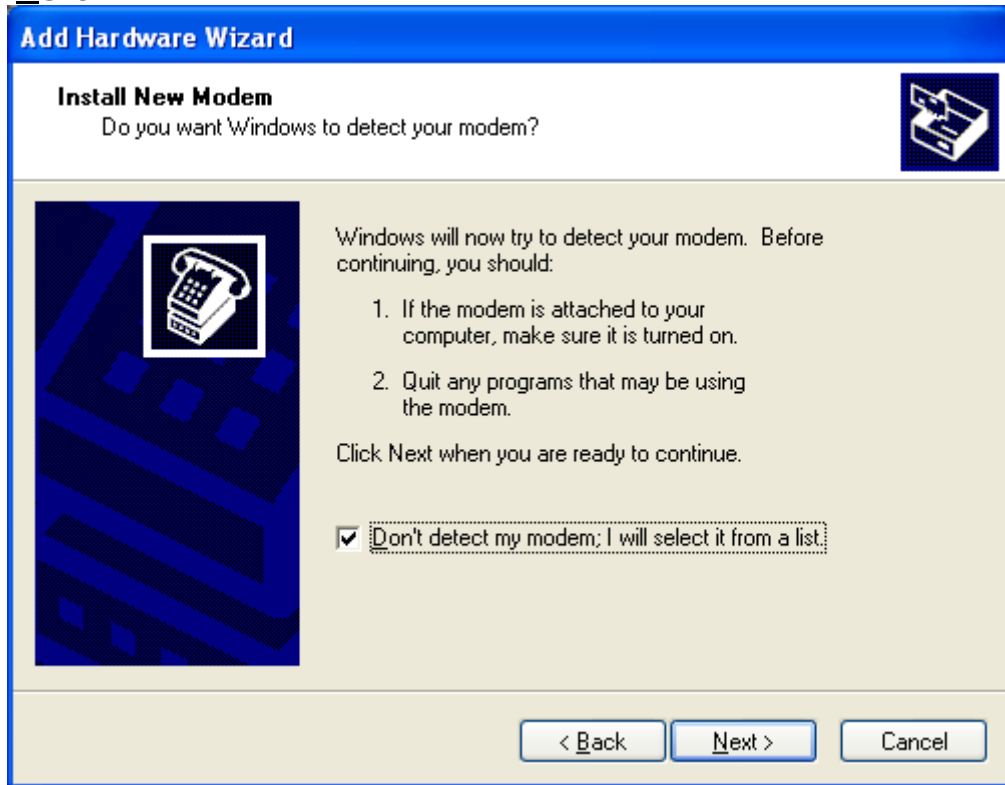 Add Hardware Wizard
Install New Modem
Do you want Windows to detect your modem?
Windows will now try to detect your modem.  Before
continuing, you should:
1. If the modem is attached to your
computer, make sure it is turned on.
2. Quit any programs that may be using
the modem.
Click Next when you are ready to continue.
Don't detect my modem; I will select it from a list.
< Back
Next >
Cancel